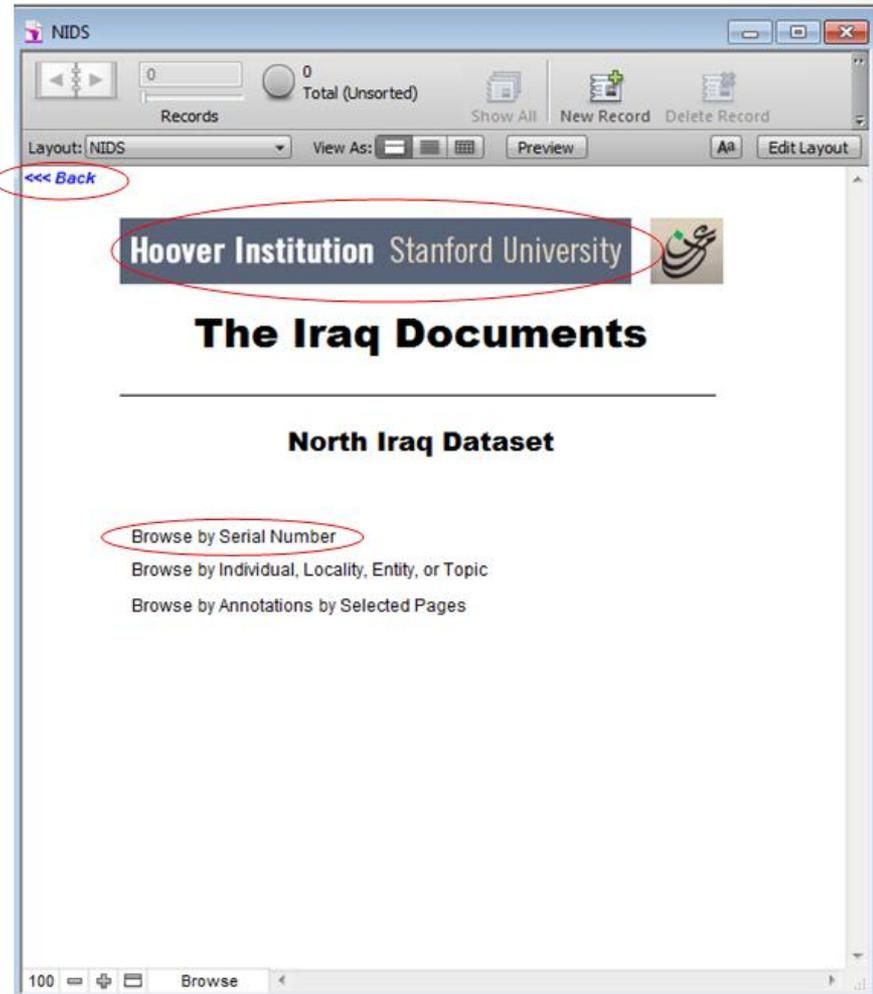 NIDS
0
0
Total (Unsorted)
Records
Show All
New Record
Delete Record
Layout: NIDS
View As:
Preview
Aa
Edit Layout
<<< Back
Hoover Institution Stanford University
The Iraq Documents
North Iraq Dataset
Browse by Serial Number
Browse by Individual, Locality, Entity, or Topic
Browse by Annotations by Selected Pages
100
Browse